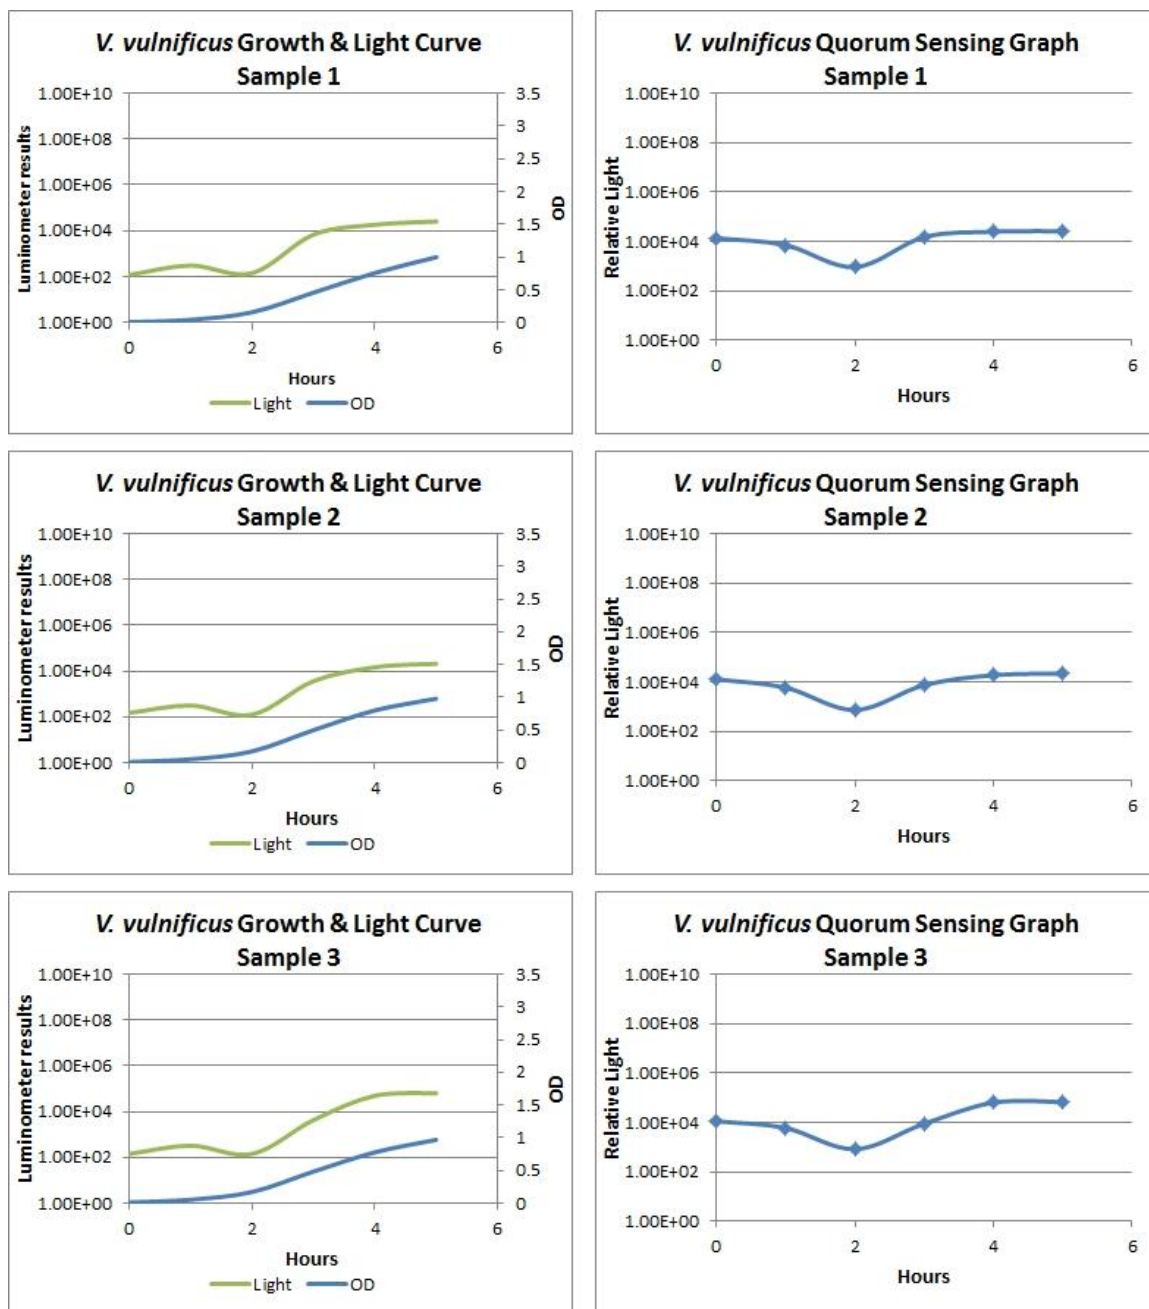 V. vulnificus Growth & Light Curve
Sample 1
Luminometer results
1.00E+10
1.00E+08
1.00E+06
1.00E+04
1.00E+02
1.00E+00
3.5
3
2.5
2
1.5
1
0.5
0
OD
0 2 4 6
Hours
Light OD
V. vulnificus Quorum Sensing Graph
Sample 1
Relative Light
1.00E+10
1.00E+08
1.00E+06
1.00E+04
1.00E+02
1.00E+00
0 2 4 6
Hours
V. vulnificus Growth & Light Curve
Sample 2
Luminometer results
1.00E+10
1.00E+08
1.00E+06
1.00E+04
1.00E+02
1.00E+00
3.5
3
2.5
2
1.5
1
0.5
0
OD
0 2 4 6
Hours
Light OD
V. vulnificus Quorum Sensing Graph
Sample 2
Relative Light
1.00E+10
1.00E+08
1.00E+06
1.00E+04
1.00E+02
1.00E+00
0 2 4 6
Hours
V. vulnificus Growth & Light Curve
Sample 3
Luminometer results
1.00E+10
1.00E+08
1.00E+06
1.00E+04
1.00E+02
1.00E+00
3.5
3
2.5
2
1.5
1
0.5
0
OD
0 2 4 6
Hours
Light OD
V. vulnificus Quorum Sensing Graph
Sample 3
Relative Light
1.00E+10
1.00E+08
1.00E+06
1.00E+04
1.00E+02
1.00E+00
0 2 4 6
Hours